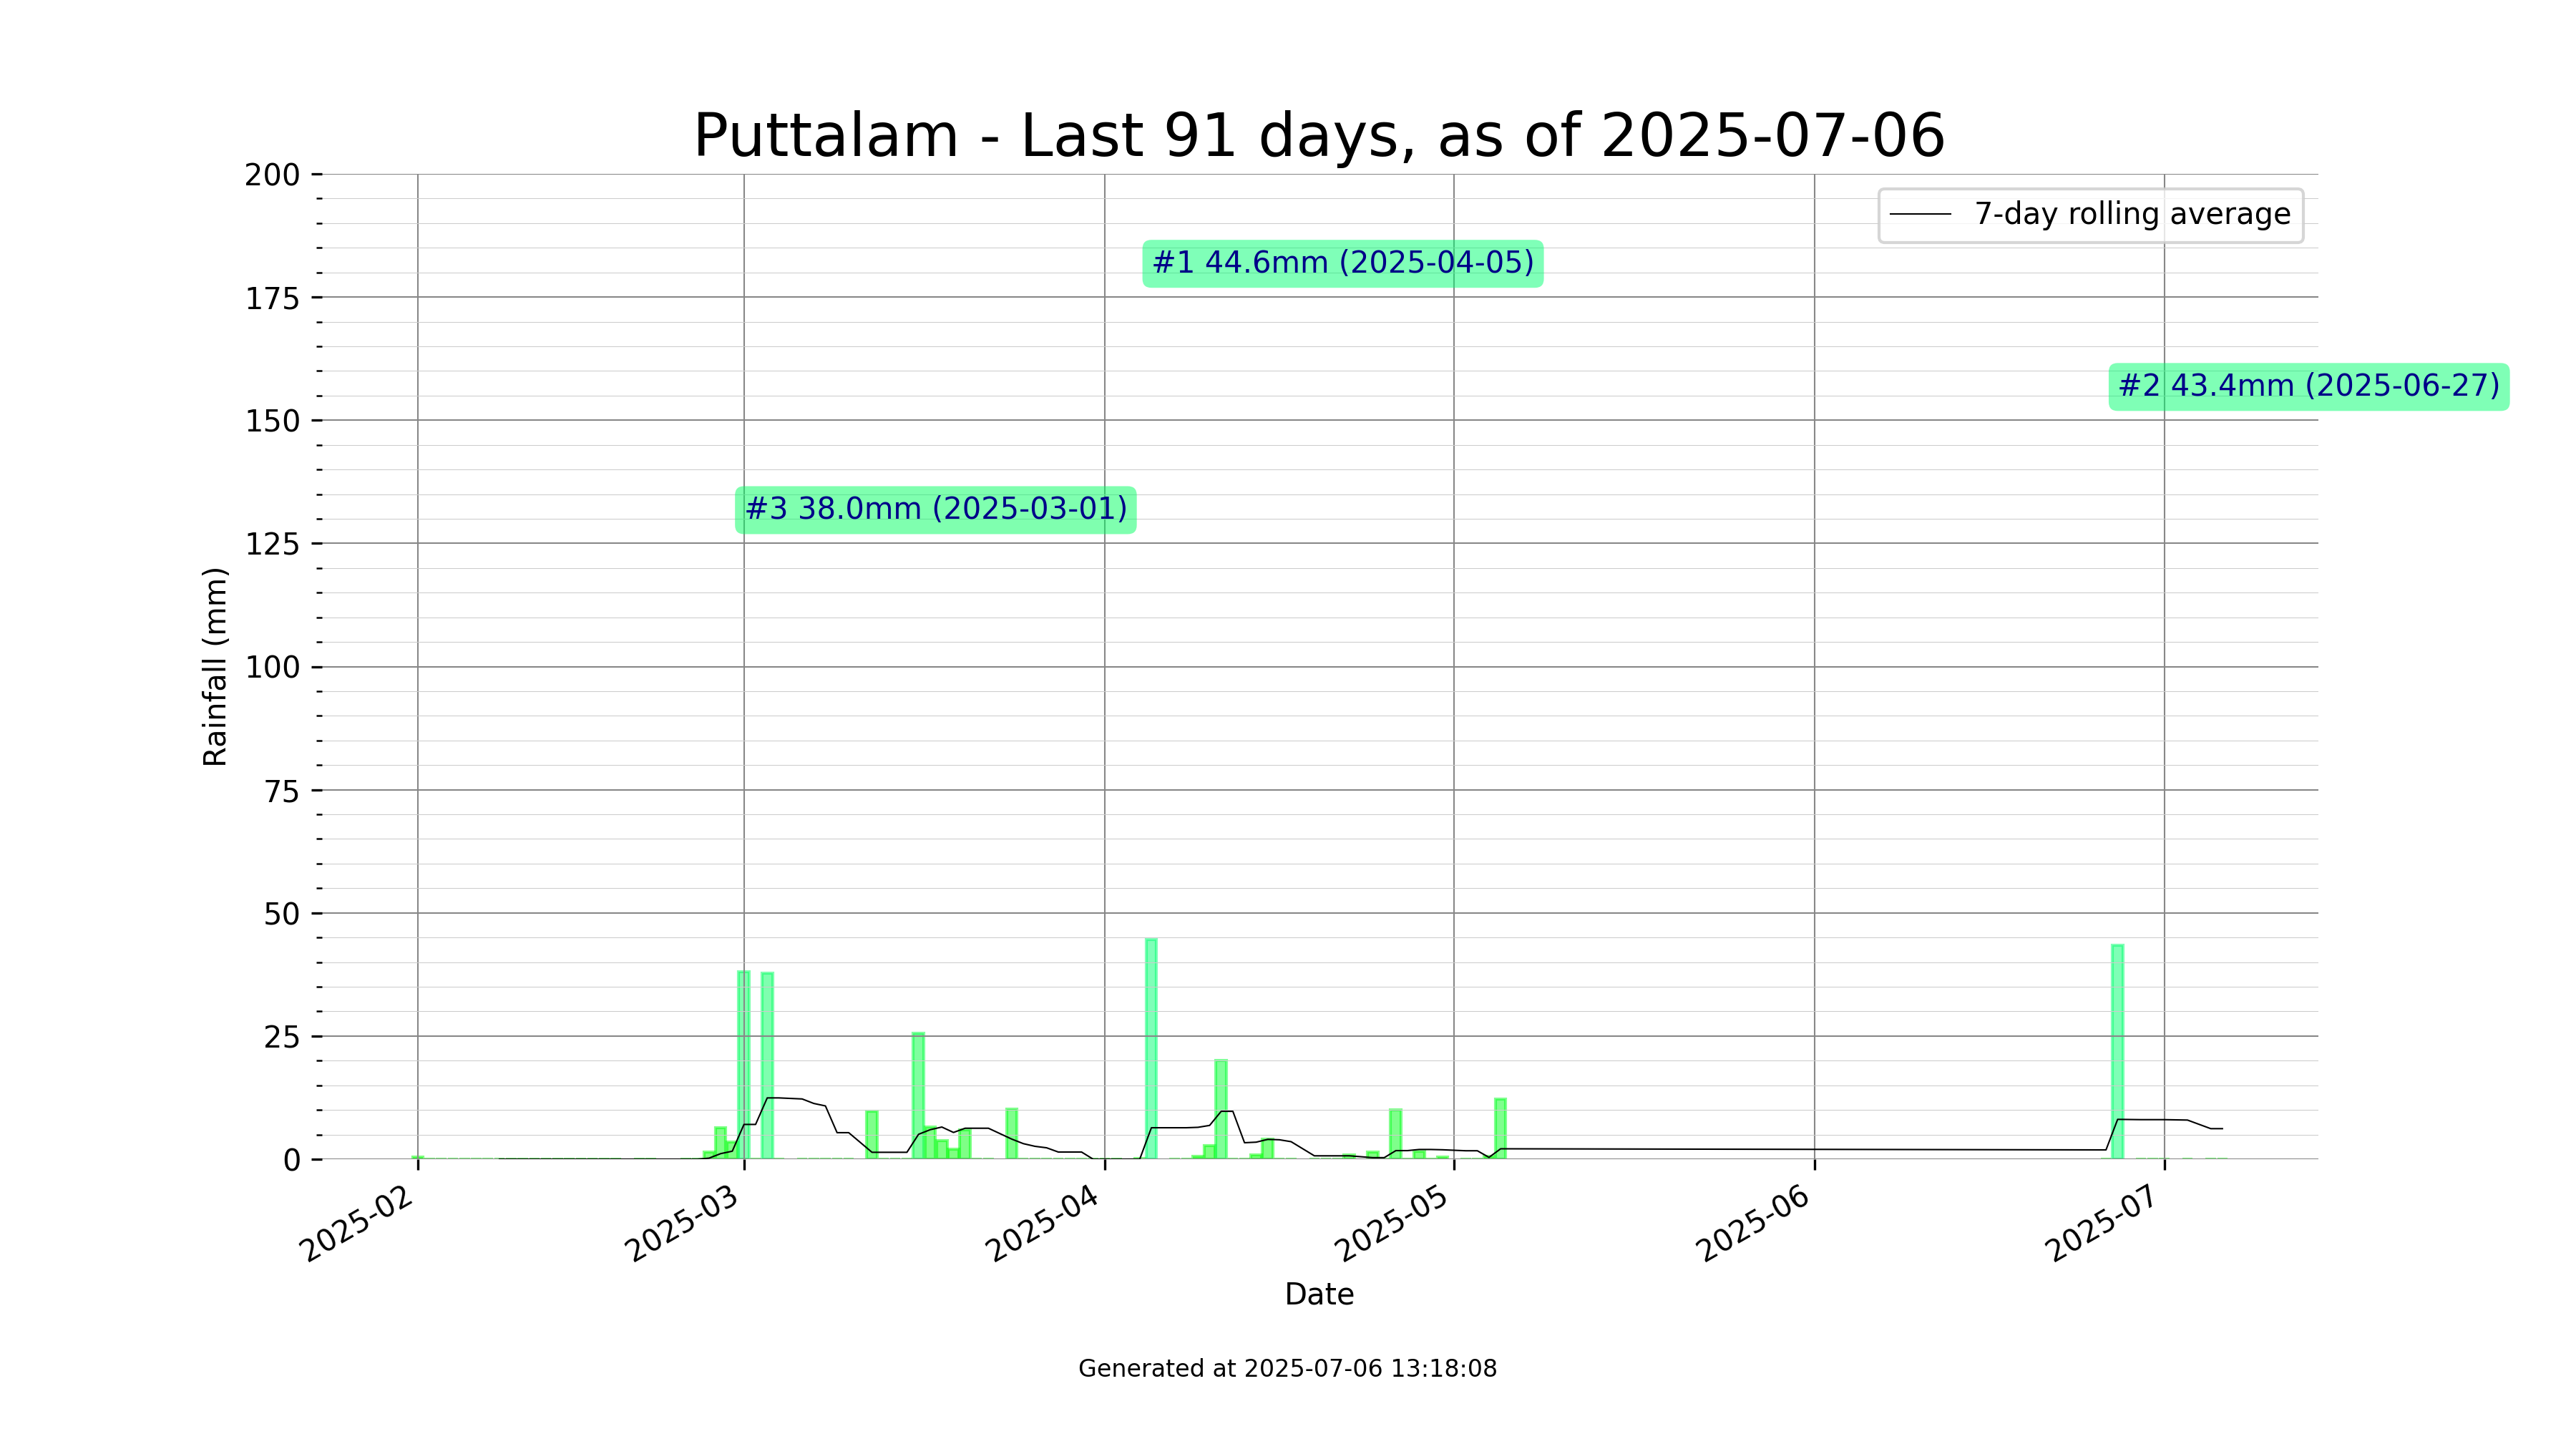 Puttalam - Last 91 days, as of 2025-07-06
7-day rolling average
#1 44.6mm (2025-04-05)
#2 43.4mm (2025-06-27)
#3 38.0mm (2025-03-01)
Rainfall (mm)
200
175
150
125
100
75
50
25
0
2025-02
2025-03
2025-04
2025-05
2025-06
2025-07
Date
Generated at 2025-07-06 13:18:08